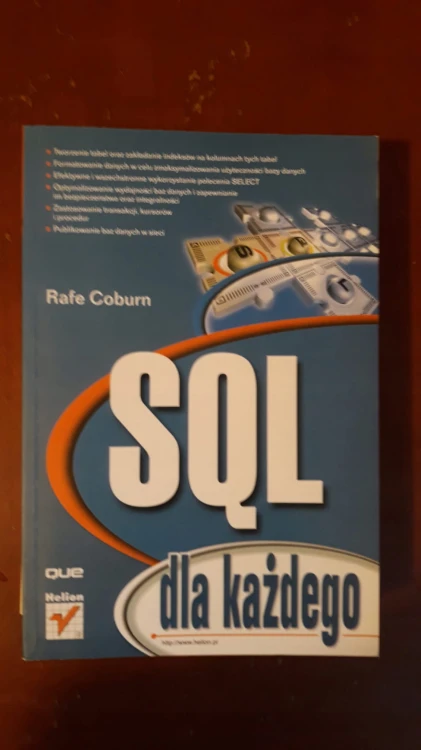 Tworzenie tabel oraz zakładanie indeksów na kolumnach tych tabel
Formatowanie danych w celu zmaksymalizowania użyteczności bazy danych
Efektywne i wszechstronne wykorzystanie polecenia SELECT
Optymalizowanie wydajności baz danych i zapewnianie
im bezpieczeństwa oraz integralności
Zastosowanie transakcji, kursorów
i procedur
Publikowanie baz danych w sieci
Rafe Coburn
SQL
dla każdego
que
Helion
http://www.helion.pl